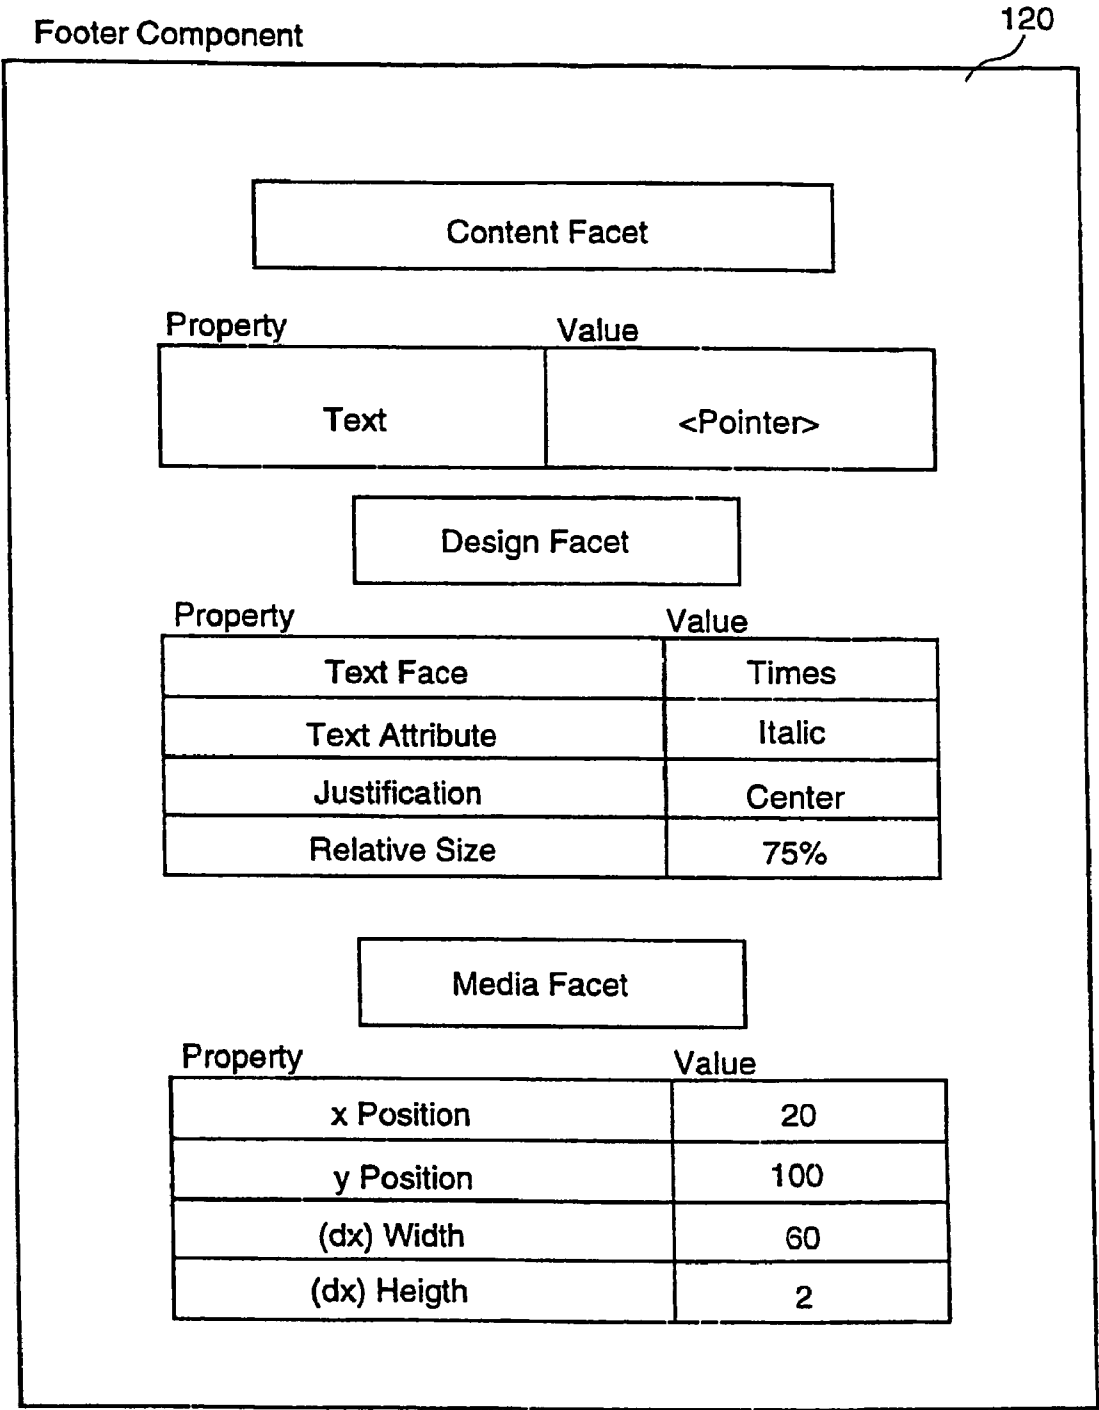 120
Footer Component
Content Facet
Property Value
Text <Pointer>
Design Facet
Property Value
Text Face Times
Text Attribute Italic
Justification Center
Relative Size 75%
Media Facet
Property Value
x Position 20
y Position 100
(dx) Width 60
(dx) Heigth 2